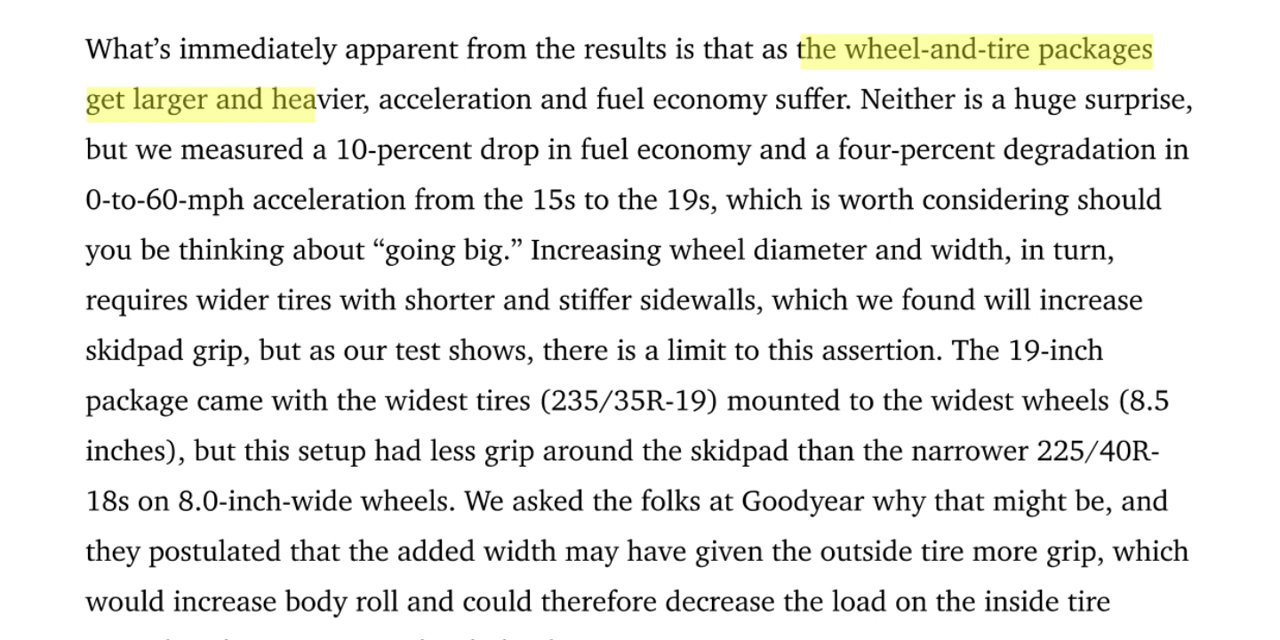 What’s immediately apparent from the results is that as the wheel-and-tire packages
get larger and heavier, acceleration and fuel economy suffer. Neither is a huge surprise,
but we measured a 10-percent drop in fuel economy and a four-percent degradation in
0-to-60-mph acceleration from the 15s to the 19s, which is worth considering should
you be thinking about “going big.” Increasing wheel diameter and width, in turn,
requires wider tires with shorter and stiffer sidewalls, which we found will increase
skidpad grip, but as our test shows, there is a limit to this assertion. The 19-inch
package came with the widest tires (235/35R-19) mounted to the widest wheels (8.5
inches), but this setup had less grip around the skidpad than the narrower 225/40R-
18s on 8.0-inch-wide wheels. We asked the folks at Goodyear why that might be, and
they postulated that the added width may have given the outside tire more grip, which
would increase body roll and could therefore decrease the load on the inside tire